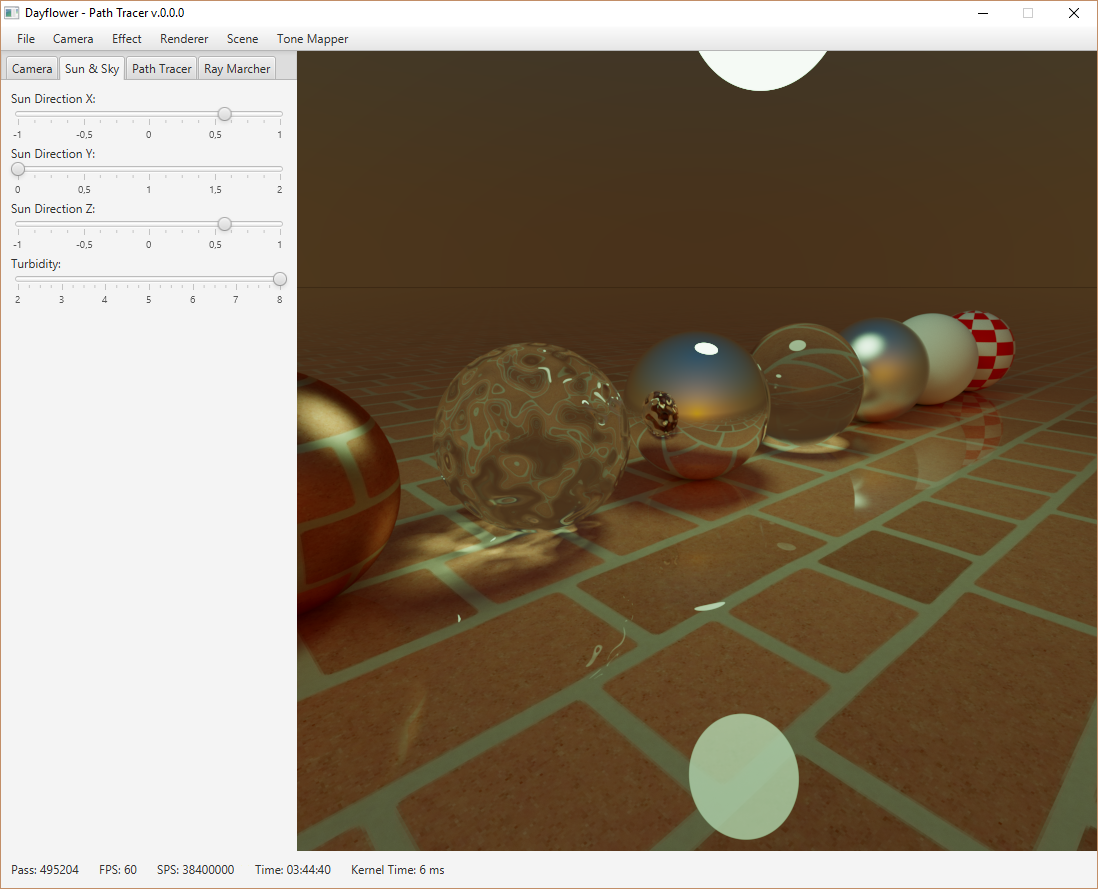 Dayflower - Path Tracer v.0.0.0
File Camera Effect Renderer Scene Tone Mapper
Camera Sun & Sky Path Tracer Ray Marcher
Sun Direction X:
-1 -0,5 0 0,5 1
Sun Direction Y:
0 0,5 1 1,5 2
Sun Direction Z:
-1 -0,5 0 0,5 1
Turbidity:
2 3 4 5 6 7 8
Pass: 495204 FPS: 60 SPS: 38400000 Time: 03:44:40 Kernel Time: 6 ms